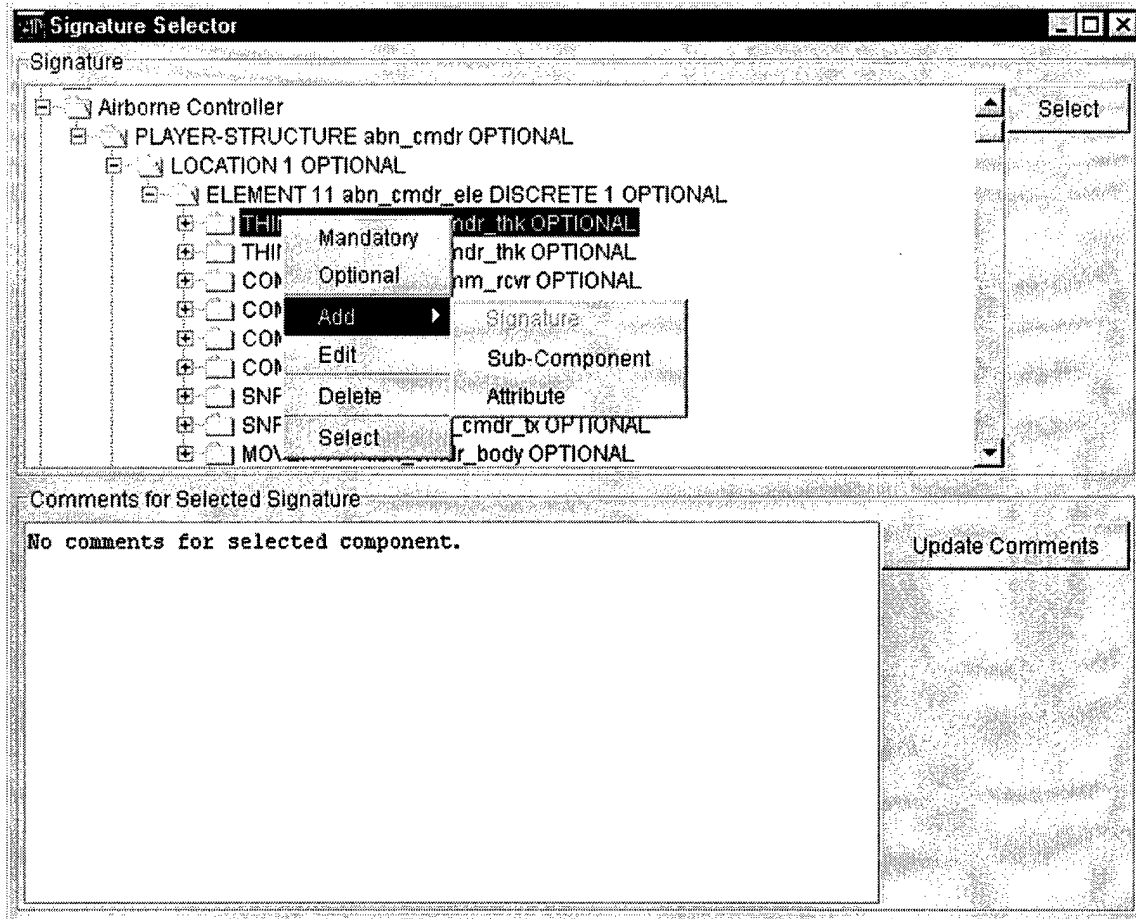 Signature Selector
Signature
Airborne Controller
Select
PLAYER-STRUCTURE abn_cmdr OPTIONAL
LOCATION 1 OPTIONAL
ELEMENT 11 abn_cmdr_ele DISCRETE 1 OPTIONAL
THI ndr_thk OPTIONAL
Mandatory
THI ndr_thk OPTIONAL
Optional
CO nm_rcvr OPTIONAL
Add
Signature
CO
Edit
Sub-Component
CO
CO
SNF
Delete
Attribute
SNF _cmdr_tx OPTIONAL
Select
MOV r_body OPTIONAL
Comments for Selected Signature
No comments for selected component.
Update Comments